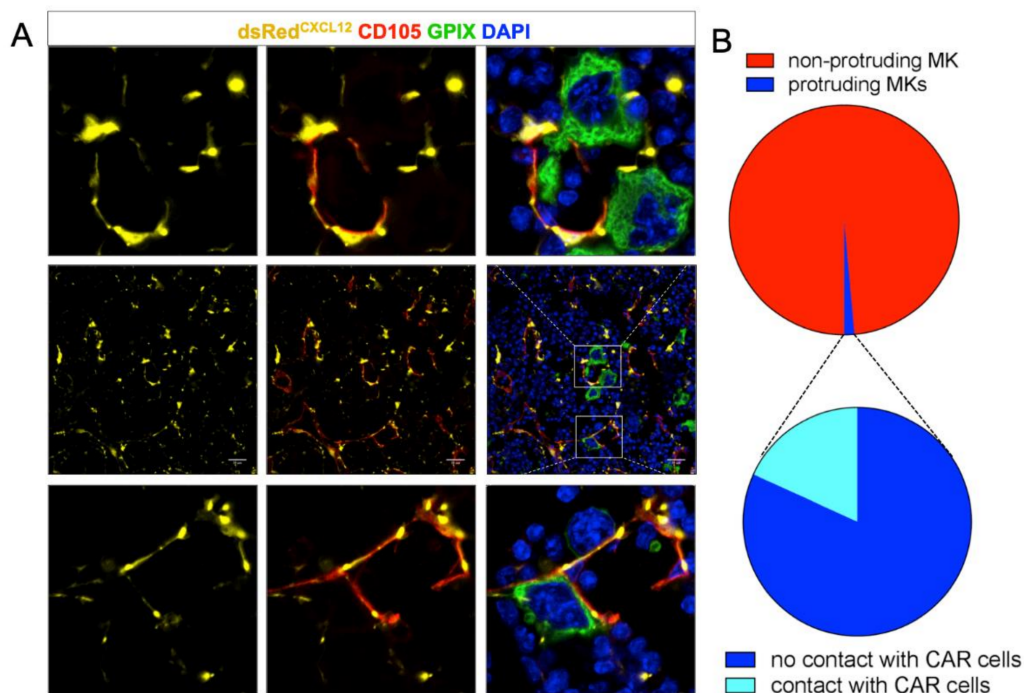 A
dsRedCXCL12 CD105 GPIX DAPI
B
non-protruding MK
protruding MKs
no contact with CAR cells
contact with CAR cells